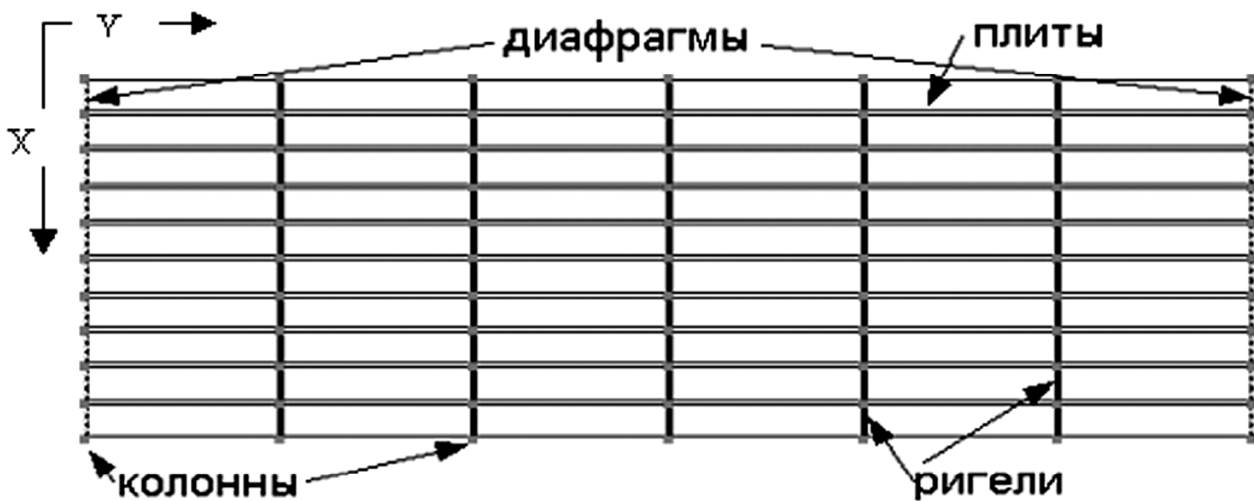 Y
диафрагмы
плиты
X
колонны
ригели